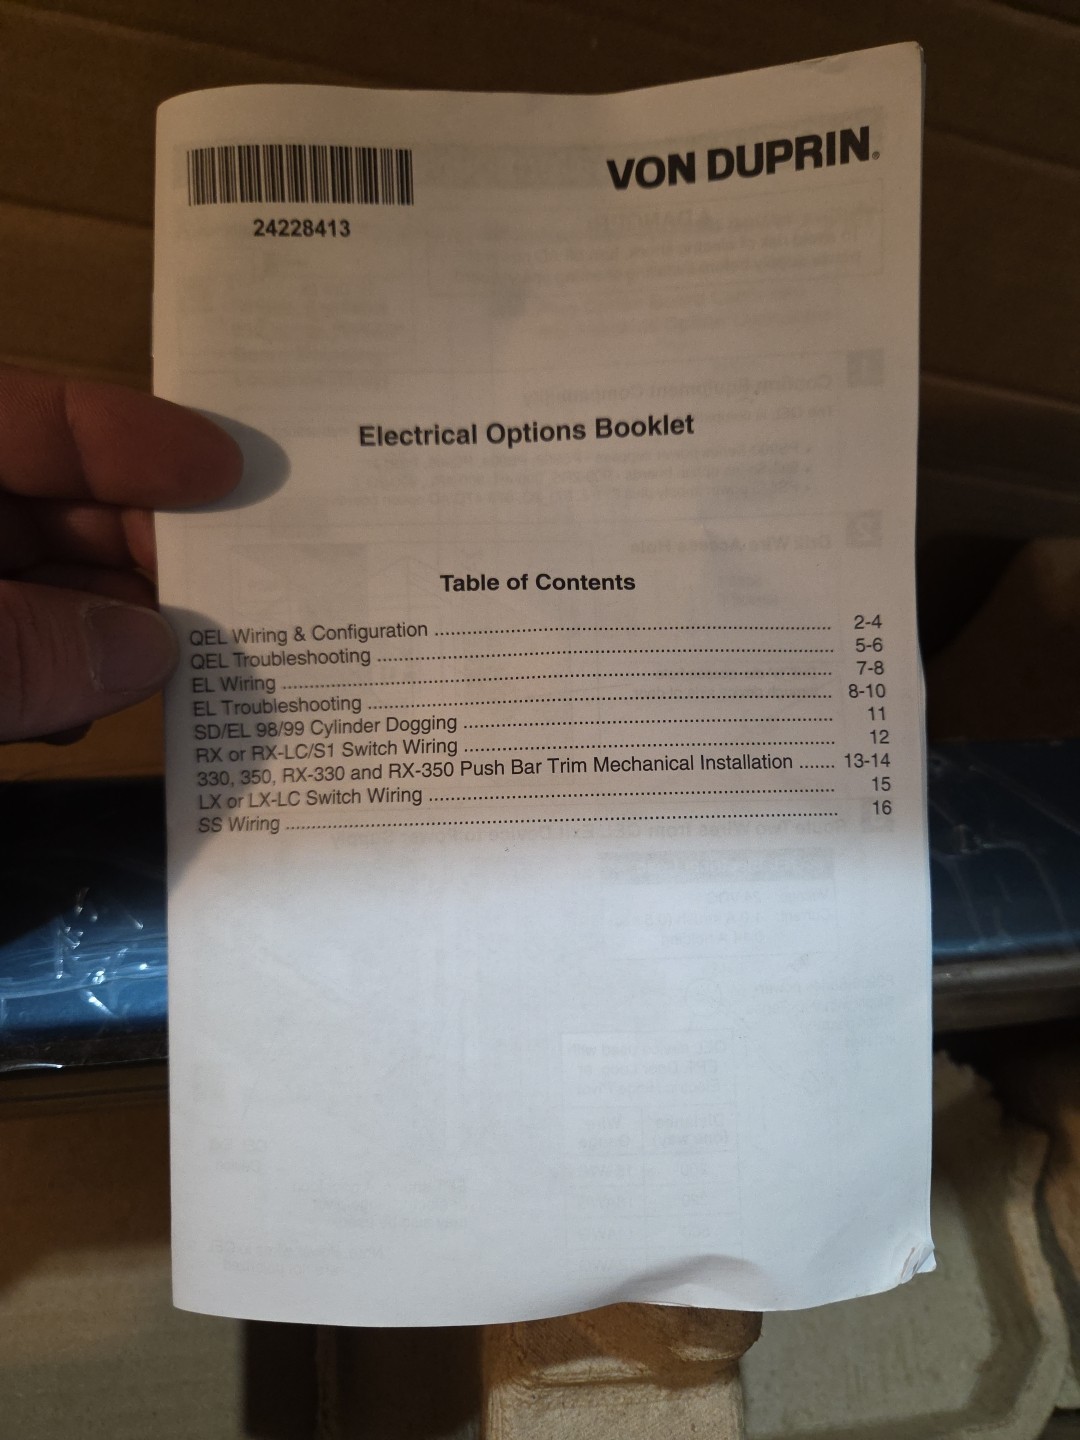 VON DUPRIN®
24228413
Electrical Options Booklet
Table of Contents
QEL Wiring & Configuration ........................................................................ 2-4
QEL Troubleshooting .................................................................................. 5-6
EL Wiring .................................................................................................... 7-8
EL Troubleshooting .................................................................................... 8-10
SD/EL 98/99 Cylinder Dogging ................................................................... 11
RX or RX-LC/S1 Switch Wiring ................................................................... 12
330, 350, RX-330 and RX-350 Push Bar Trim Mechanical Installation ....... 13-14
LX or LX-LC Switch Wiring ......................................................................... 15
SS Wiring .................................................................................................... 16